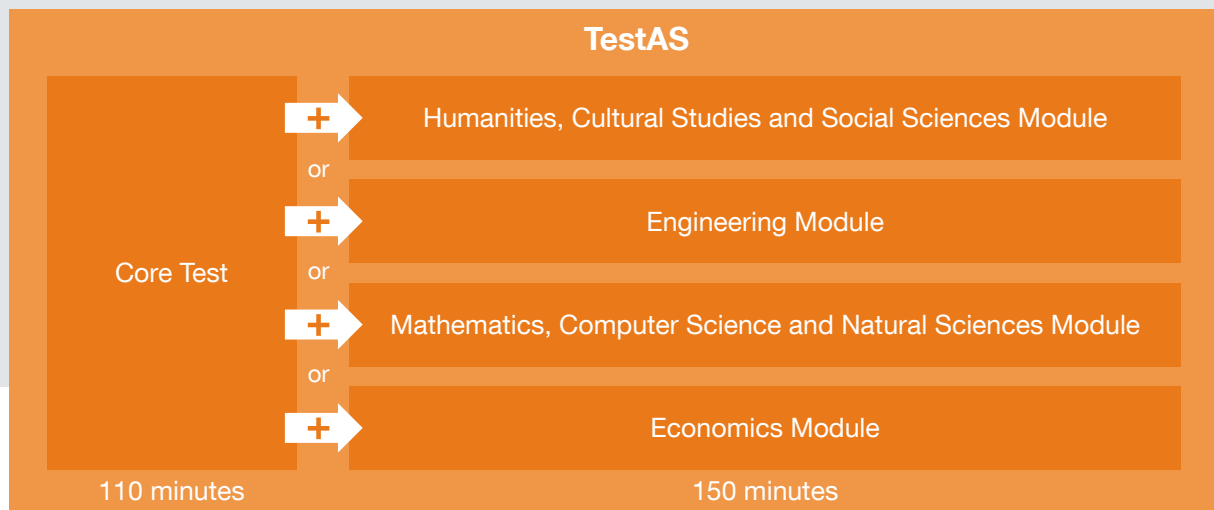 TestAS
Core Test
+
Humanities, Cultural Studies and Social Sciences Module
or
+
Engineering Module
or
+
Mathematics, Computer Science and Natural Sciences Module
or
+
Economics Module
110 minutes
150 minutes